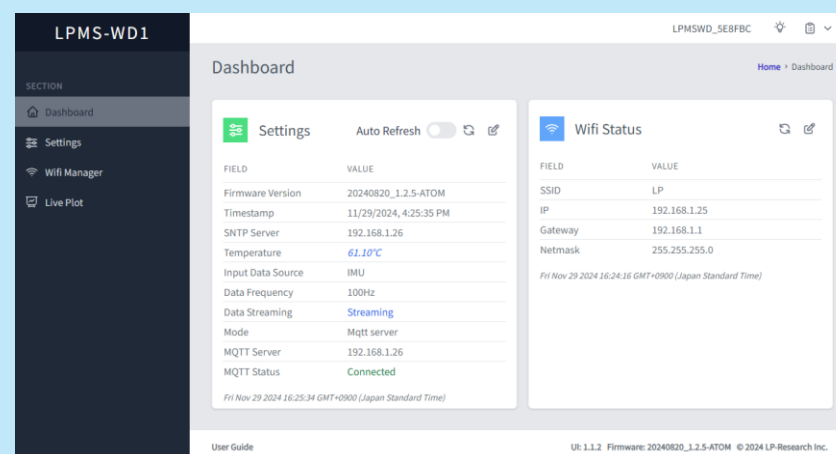 LPMS-WD1
LPMSWD_5E8FBC
SECTION
Dashboard
Settings
Wifi Manager
Live Plot
Dashboard
Home › Dashboard
Settings
Auto Refresh
FIELD VALUE
Firmware Version 20240820_1.2.5-ATOM
Timestamp 11/29/2024, 4:25:35 PM
SNTP Server 192.168.1.26
Temperature 61.10°C
Input Data Source IMU
Data Frequency 100Hz
Data Streaming Streaming
Mode Mqtt server
MQTT Server 192.168.1.26
MQTT Status Connected
Fri Nov 29 2024 16:25:34 GMT+0900 (Japan Standard Time)
Wifi Status
FIELD VALUE
SSID LP
IP 192.168.1.25
Gateway 192.168.1.1
Netmask 255.255.255.0
Fri Nov 29 2024 16:24:16 GMT+0900 (Japan Standard Time)
User Guide
UI: 1.1.2 Firmware: 20240820_1.2.5-ATOM © 2024 LP-Research Inc.